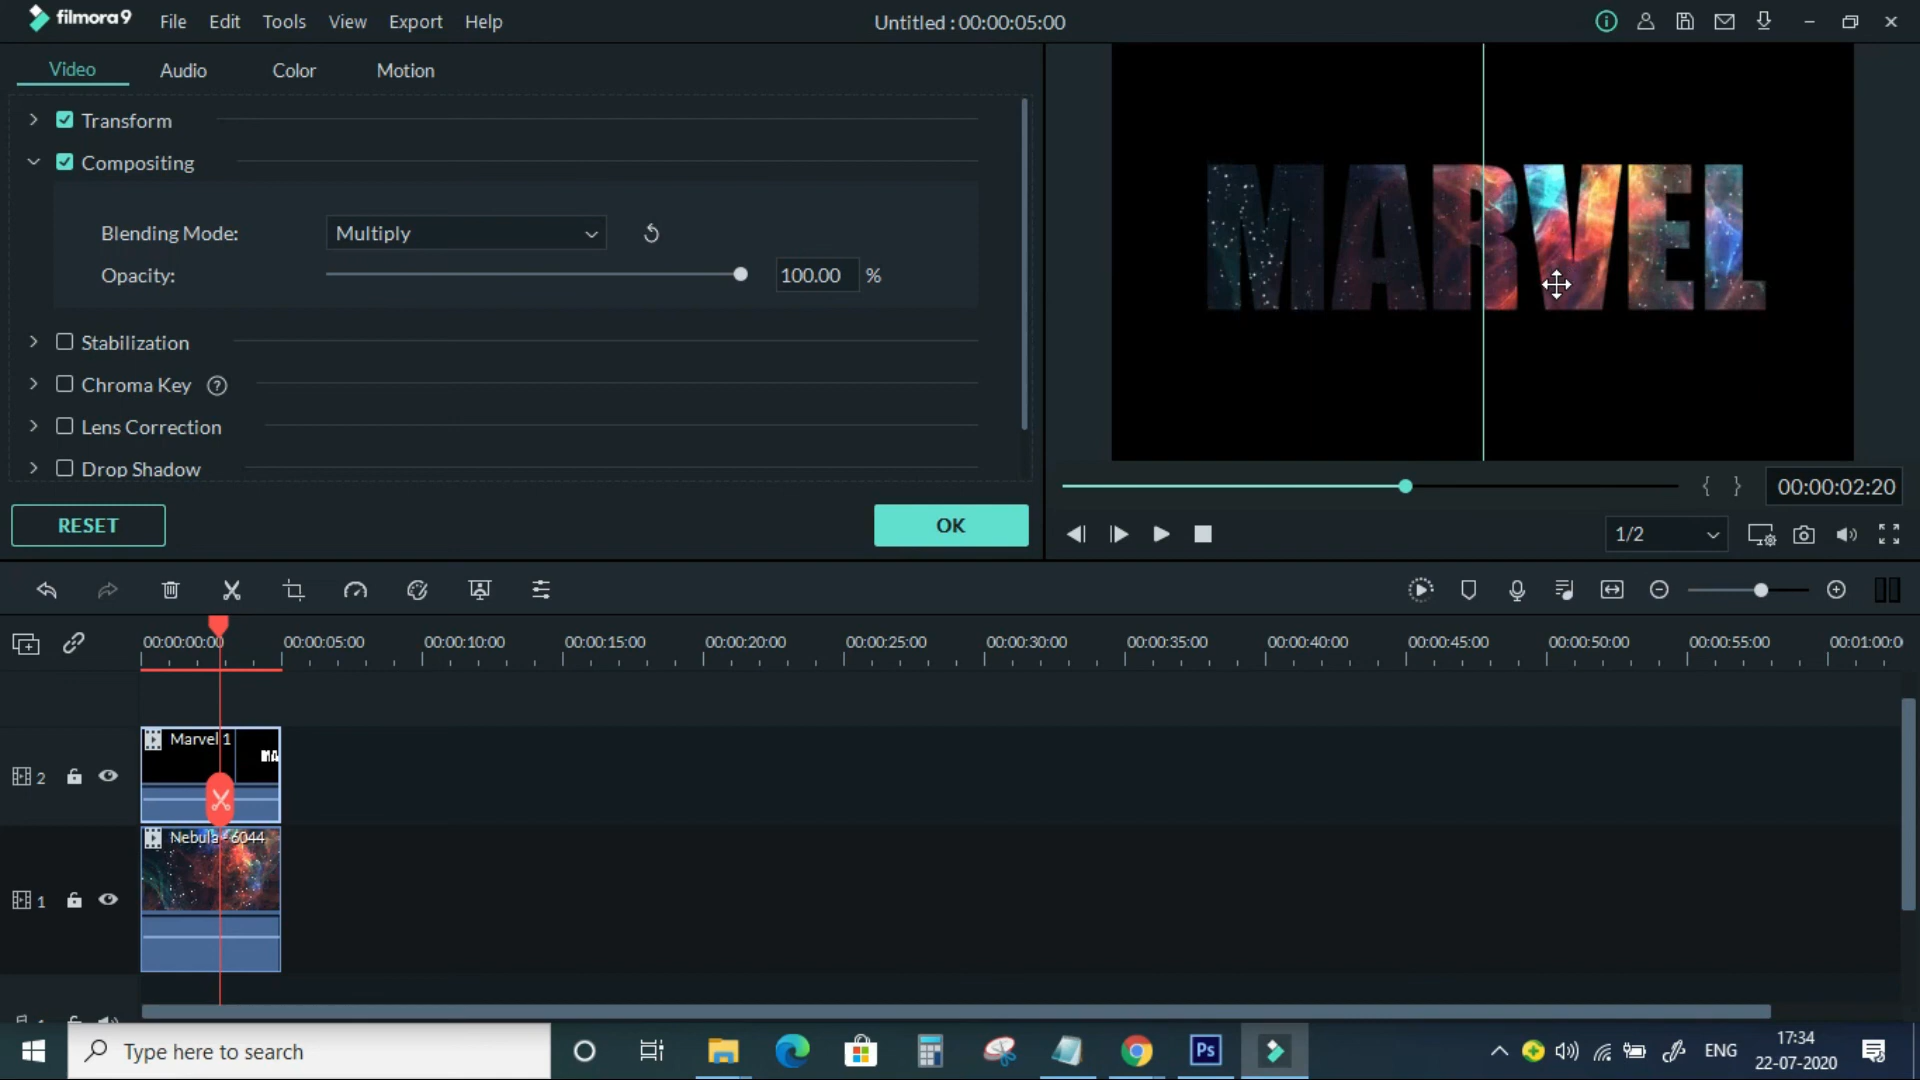 filmora9 File Edit Tools View Export Help Untitled : 00:00:05:00
Video Audio Color Motion
Transform
Compositing
Blending Mode: Multiply
Opacity: 100.00 %
Stabilization
Chroma Key ?
Lens Correction
Drop Shadow
RESET OK
MARVEL
{ } 00:00:02:20
1/2
00:00:00:00 00:00:05:00 00:00:10:00 00:00:15:00 00:00:20:00 00:00:25:00 00:00:30:00 00:00:35:00 00:00:40:00 00:00:45:00 00:00:50:00 00:00:55:00 00:01:00:0
Marvel 1
2
Nebula - 6044
1
Type here to search
Ps
ENG
17:34
22-07-2020